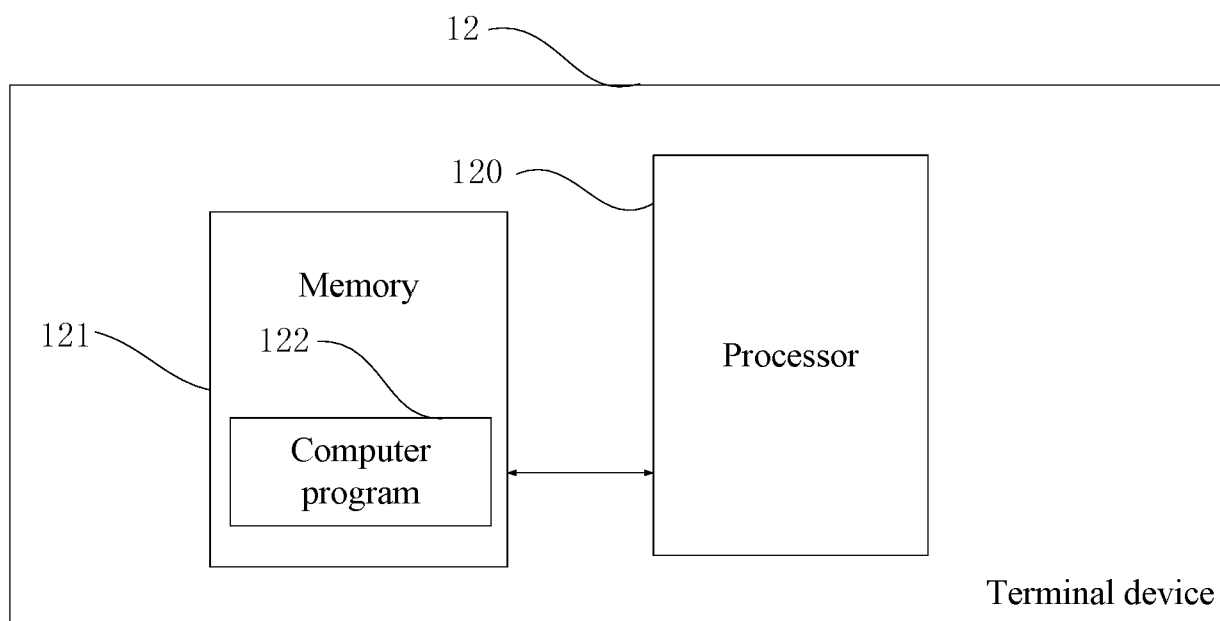 12
120
Memory
121
122
Processor
Computer
program
Terminal device